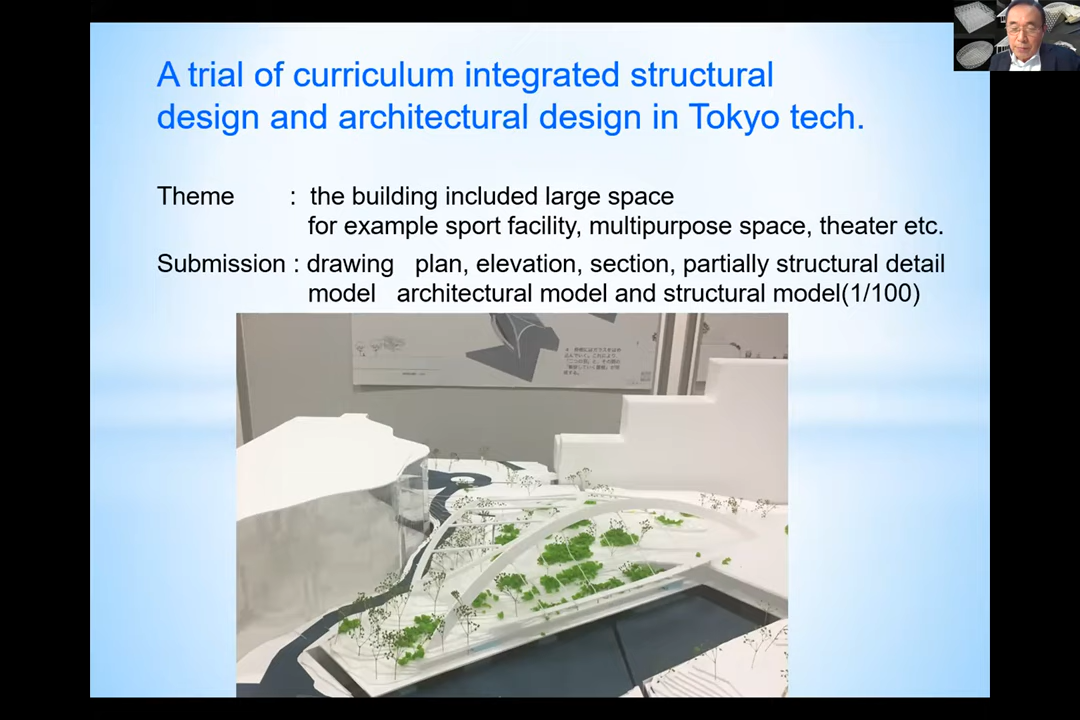 A trial of curriculum integrated structural
design and architectural design in Tokyo tech.
Theme : the building included large space
for example sport facility, multipurpose space, theater etc.
Submission : drawing plan, elevation, section, partially structural detail
model architectural model and structural model(1/100)